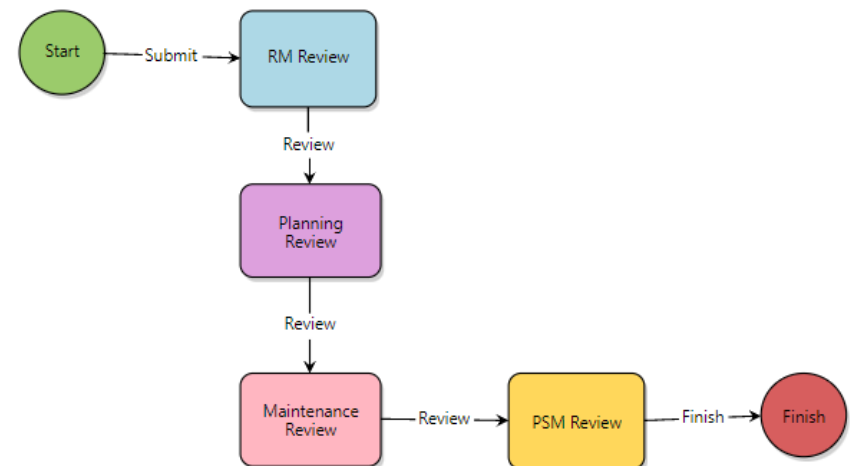 Start
Submit
RM Review
Review
Planning
Review
Review
Maintenance
Review
Review
PSM Review
Finish
Finish